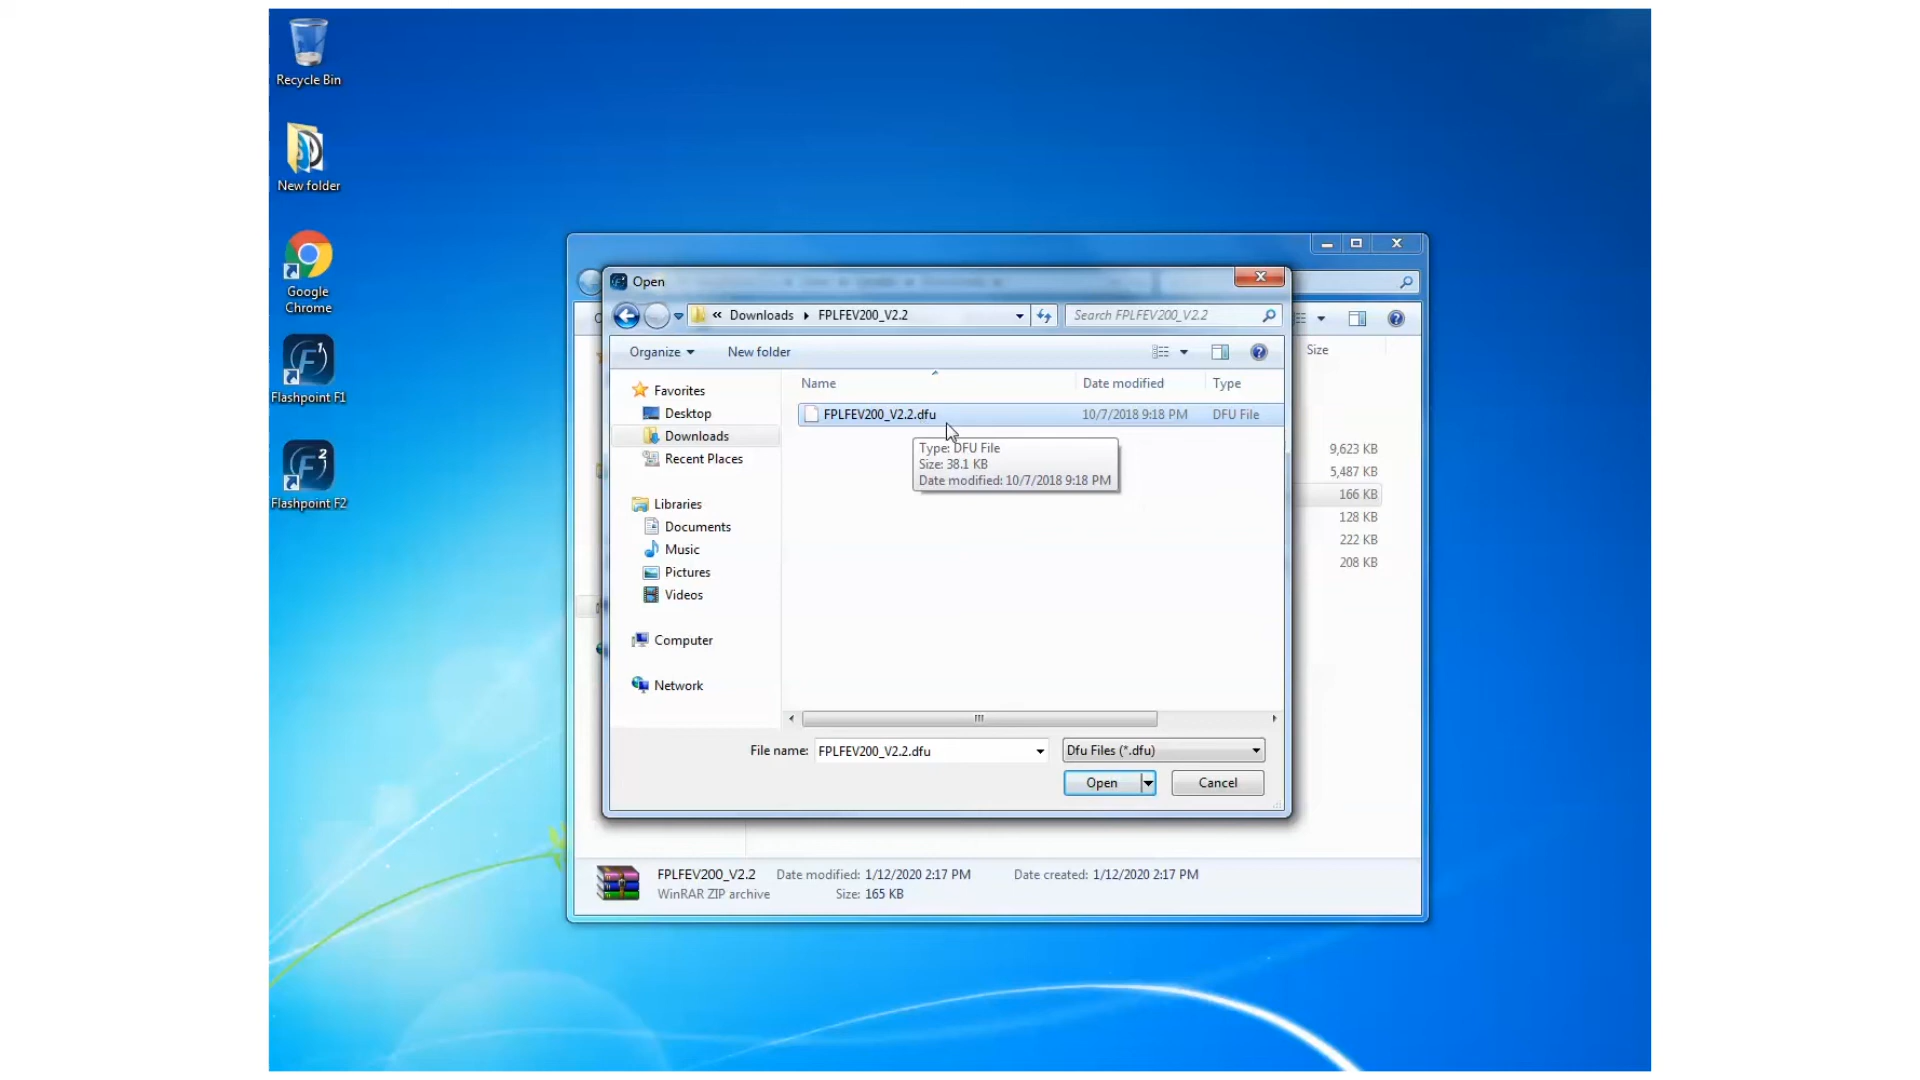 Recycle Bin
New folder
Google
Chrome
Flashpoint F1
Flashpoint F2
Open
« Downloads FPLFEV200_V2.2
Search FPLFEV200_V2.2
Organize New folder
Size
Favorites
Desktop
Downloads
Recent Places
Libraries
Documents
Music
Pictures
Videos
Computer
Network
Name Date modified Type
FPLFEV200_V2.2.dfu 10/7/2018 9:18 PM DFU File
Type: DFU File
Size: 38.1 KB
Date modified: 10/7/2018 9:18 PM
9,623 KB
5,487 KB
166 KB
128 KB
222 KB
208 KB
File name: FPLFEV200_V2.2.dfu Dfu Files (*.dfu)
Open Cancel
FPLFEV200_V2.2 Date modified: 1/12/2020 2:17 PM Date created: 1/12/2020 2:17 PM
WinRAR ZIP archive Size: 165 KB